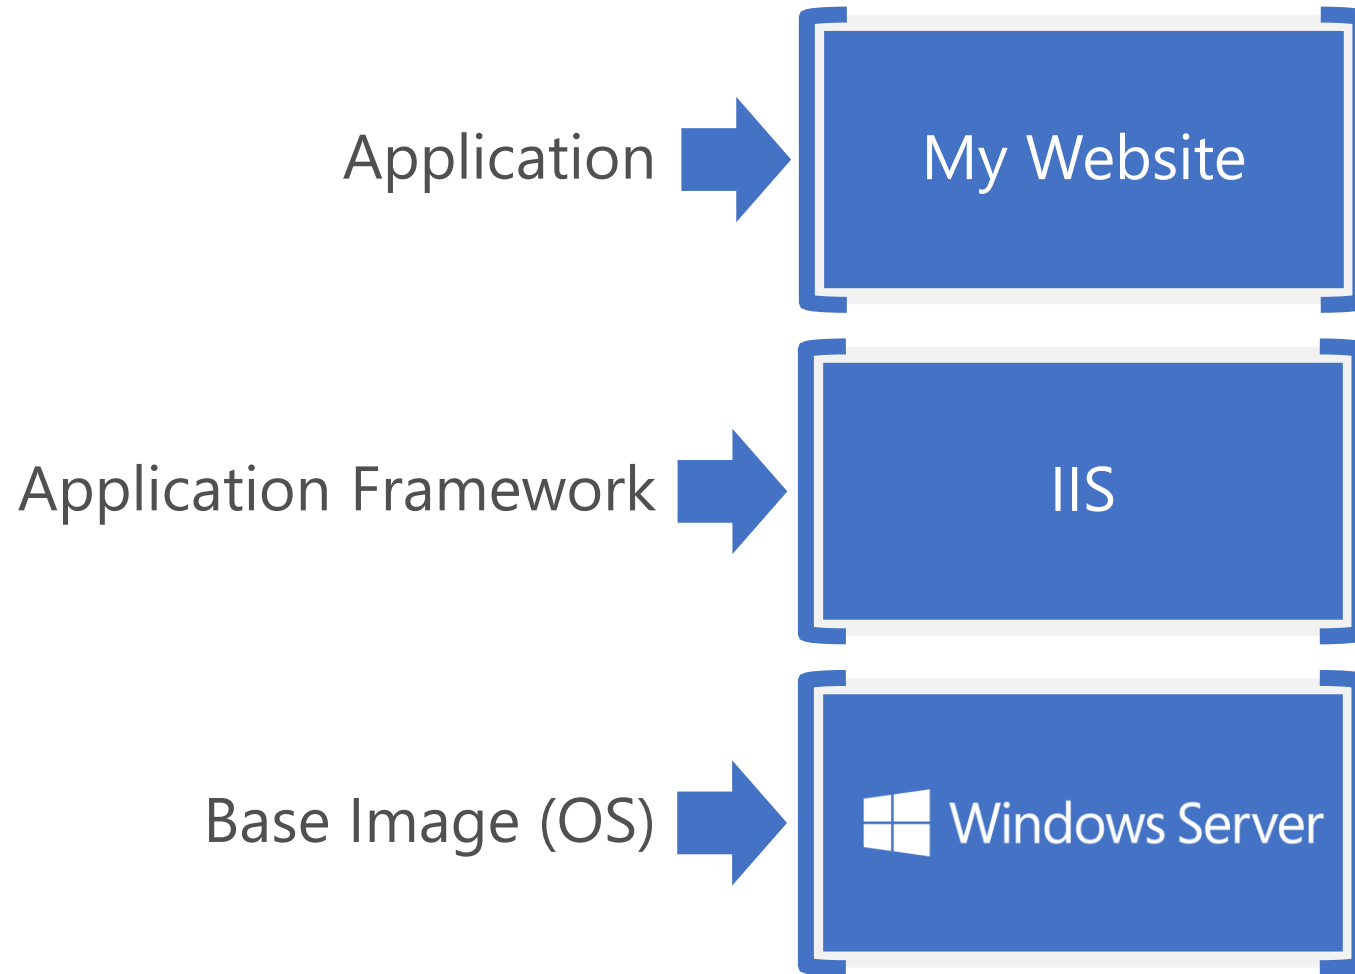 Application
My Website
Application Framework
IIS
Base Image (OS)
Windows Server